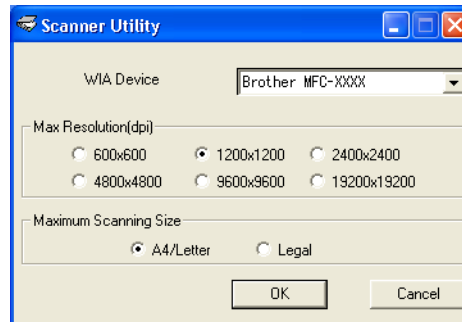 Scanner Utility
WIA Device Brother MFC-XXXX
Max Resolution(dpi)
600x600 1200x1200 2400x2400
4800x4800 9600x9600 19200x19200
Maximum Scanning Size
A4/Letter Legal
OK Cancel